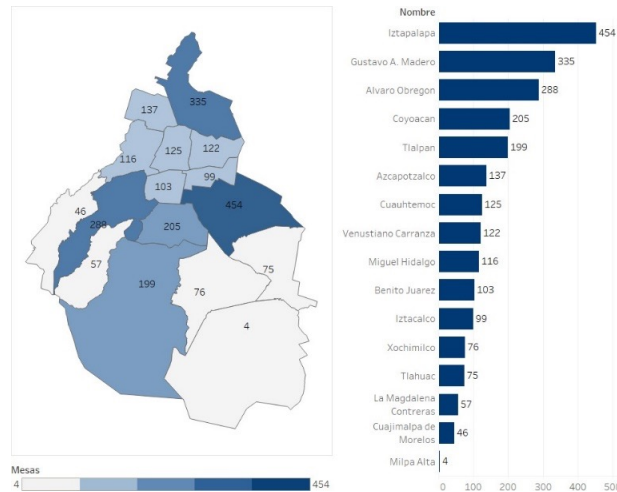 335
137
122
125
116
99
103
46
454
205
288
57
75
199
76
4
Mesas
4 454
Nombre
Iztapalapa 454
Gustavo A. Madero 335
Alvaro Obregon 288
Coyoacan 205
Tlalpan 199
Azcapotzalco 137
Cuauhtemoc 125
Venustiano Carranza 122
Miguel Hidalgo 116
Benito Juarez 103
Iztacalco 99
Xochimilco 76
Tlahuac 75
La Magdalena
Contreras 57
Cuajimalpa de
Morelos 46
Milpa Alta 4
0 100 200 300 400